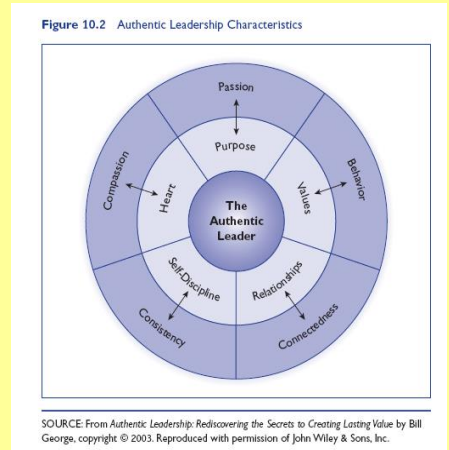 Figure 10.2 Authentic Leadership Characteristics
Passion
Purpose
Compassion
Heart
The
Authentic
Leader
Values
Behavior
Self-Discipline
Relationships
Consistency
Connectedness
SOURCE: From Authentic Leadership: Rediscovering the Secrets to Creating Lasting Value by Bill
George, copyright © 2003. Reproduced with permission of John Wiley & Sons, Inc.